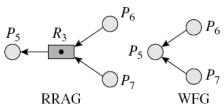 P₆
P₅ R₃ P₆
P₅
P₇ P₇
RRAG WFG